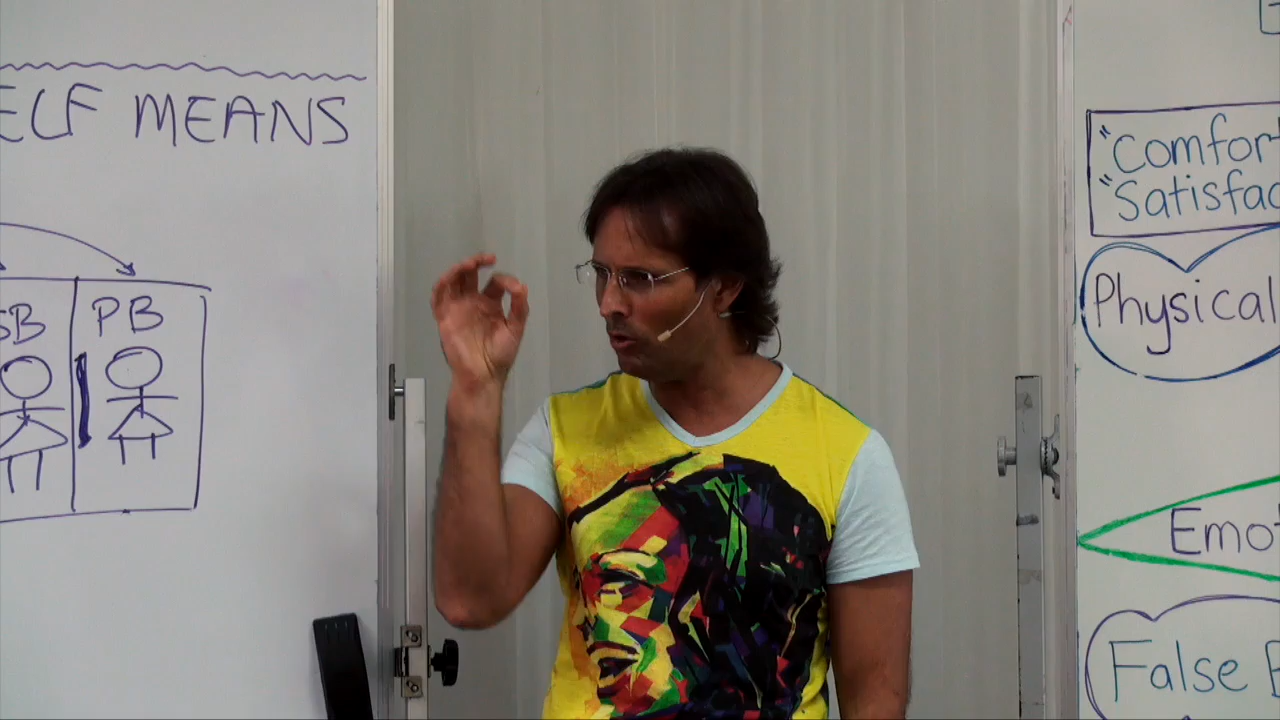 ELF MEANS
SB PB
"Comfor
"Satisfac
Physical
Emo
False